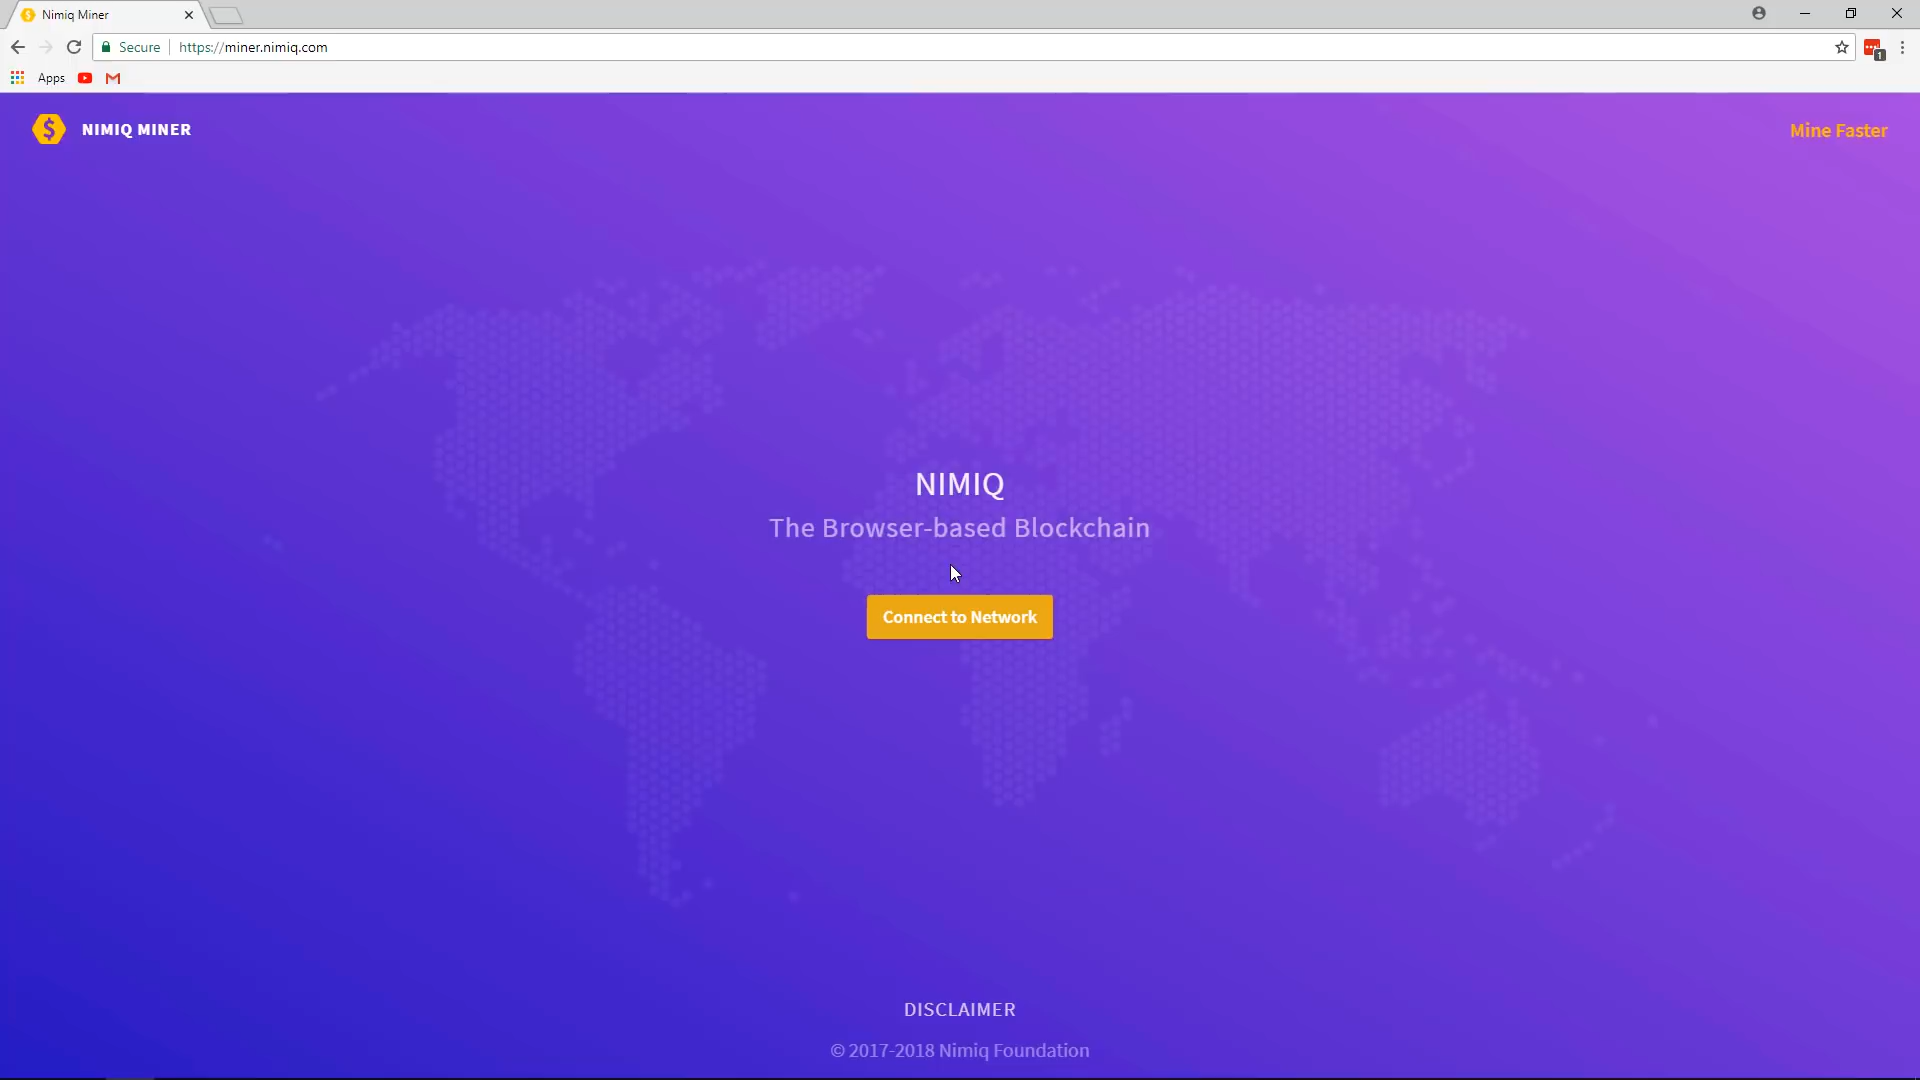 Nimiq Miner
Secure https://miner.nimiq.com
1
Apps
NIMIQ MINER
Mine Faster
NIMIQ
The Browser-based Blockchain
Connect to Network
DISCLAIMER
© 2017-2018 Nimiq Foundation